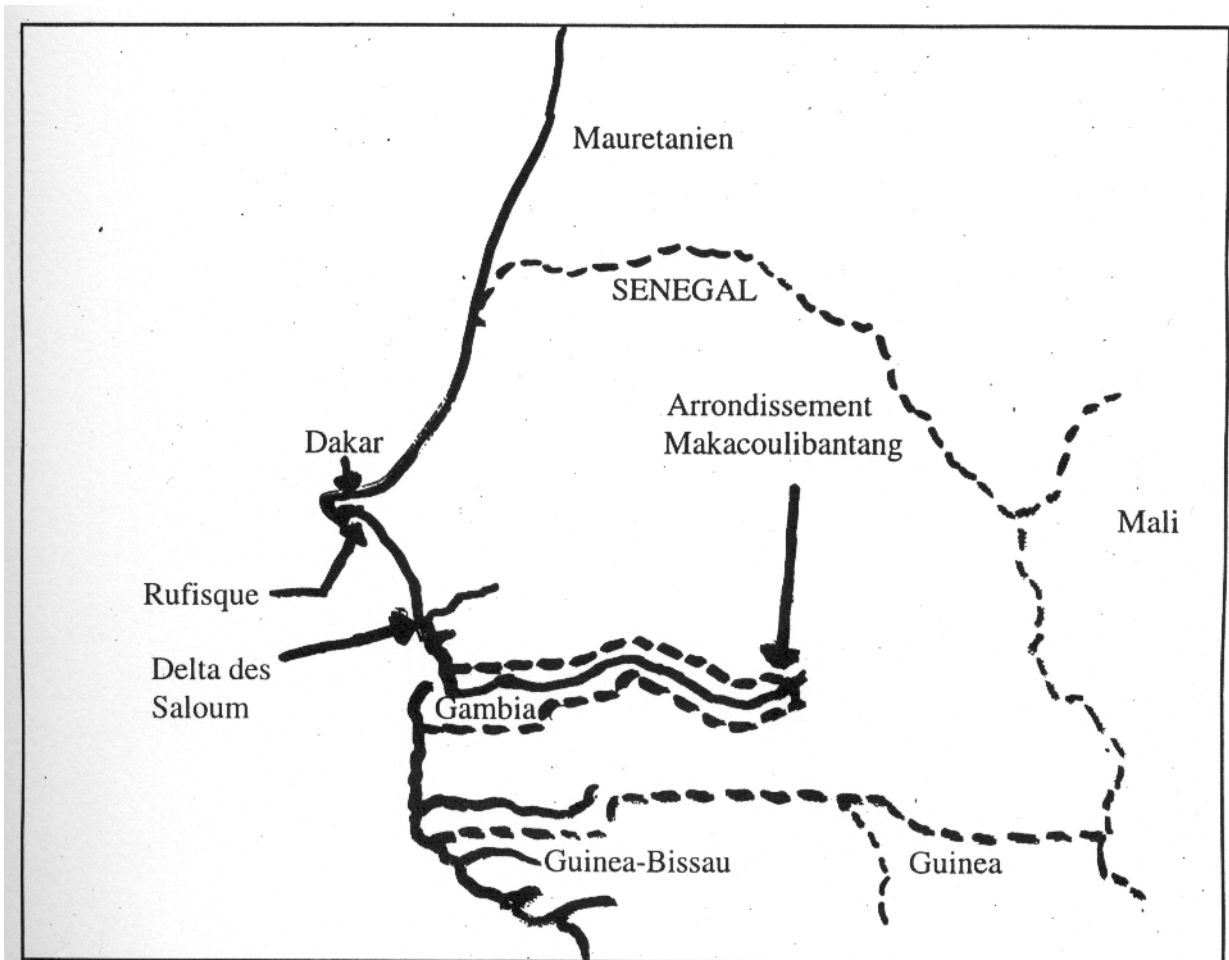 Mauretanien
SENEGAL
Arrondissement
Makacoulibantang
Dakar
Mali
Rufisque
Delta des
Saloum
Gambia
Guinea-Bissau
Guinea